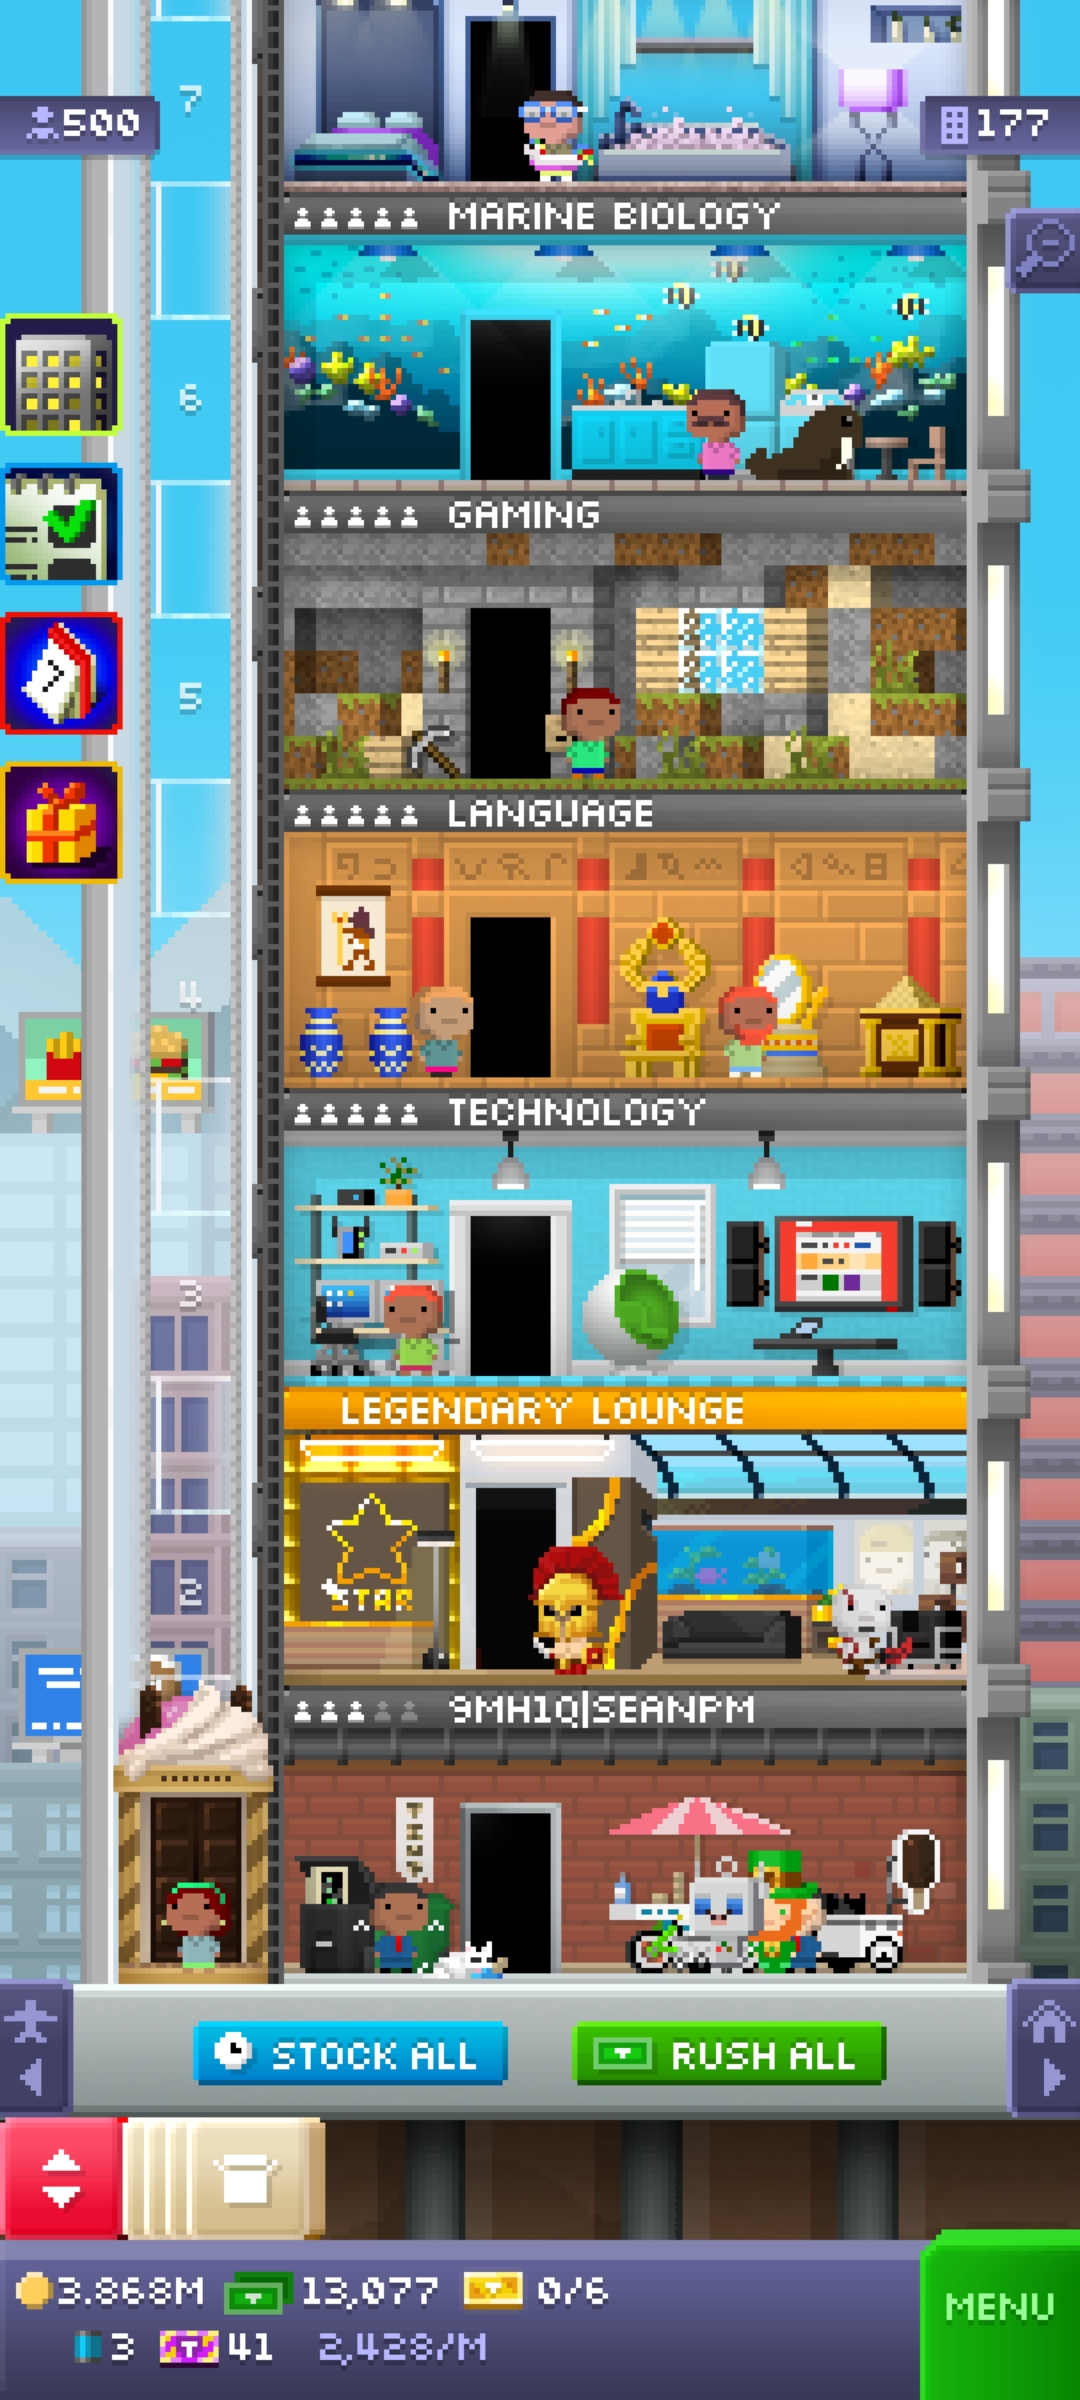 7
500
177
MARINE BIOLOGY
6
GAMING
5
LANGUAGE
4
TECHNOLOGY
3
LEGENDARY LOUNGE
STAR
2
9MH1Q|SEANPM
TINY
STOCK ALL
RUSH ALL
3.868M
13,077
0/6
MENU
3
T
41
2,428/M